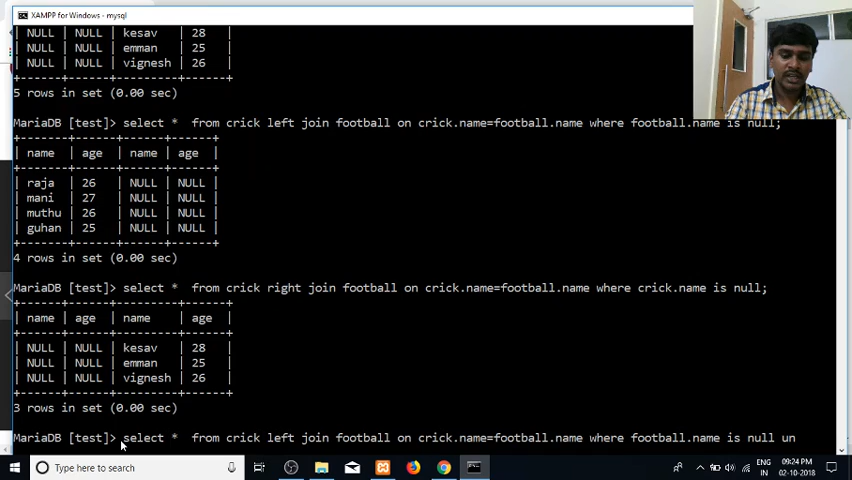 XAMPP for Windows - mysql
| NULL | NULL | kesav | 28 |
| NULL | NULL | emman | 25 |
| NULL | NULL | vignesh | 26 |
+-------+------+---------+------+
5 rows in set (0.00 sec)
MariaDB [test]> select *  from crick left join football on crick.name=football.name where football.name is null;
+-------+------+------+------+
| name | age | name | age |
+-------+------+------+------+
| raja | 26 | NULL | NULL |
| mani | 27 | NULL | NULL |
| muthu | 26 | NULL | NULL |
| guhan | 25 | NULL | NULL |
+-------+------+------+------+
4 rows in set (0.00 sec)
MariaDB [test]> select *  from crick right join football on crick.name=football.name where crick.name is null;
+------+------+---------+------+
| name | age | name | age |
+------+------+---------+------+
| NULL | NULL | kesav | 28 |
| NULL | NULL | emman | 25 |
| NULL | NULL | vignesh | 26 |
+------+------+---------+------+
3 rows in set (0.00 sec)
MariaDB [test]> select *  from crick left join football on crick.name=football.name where football.name is null un
Type here to search
ENG
IN
09:24 PM
02-10-2018